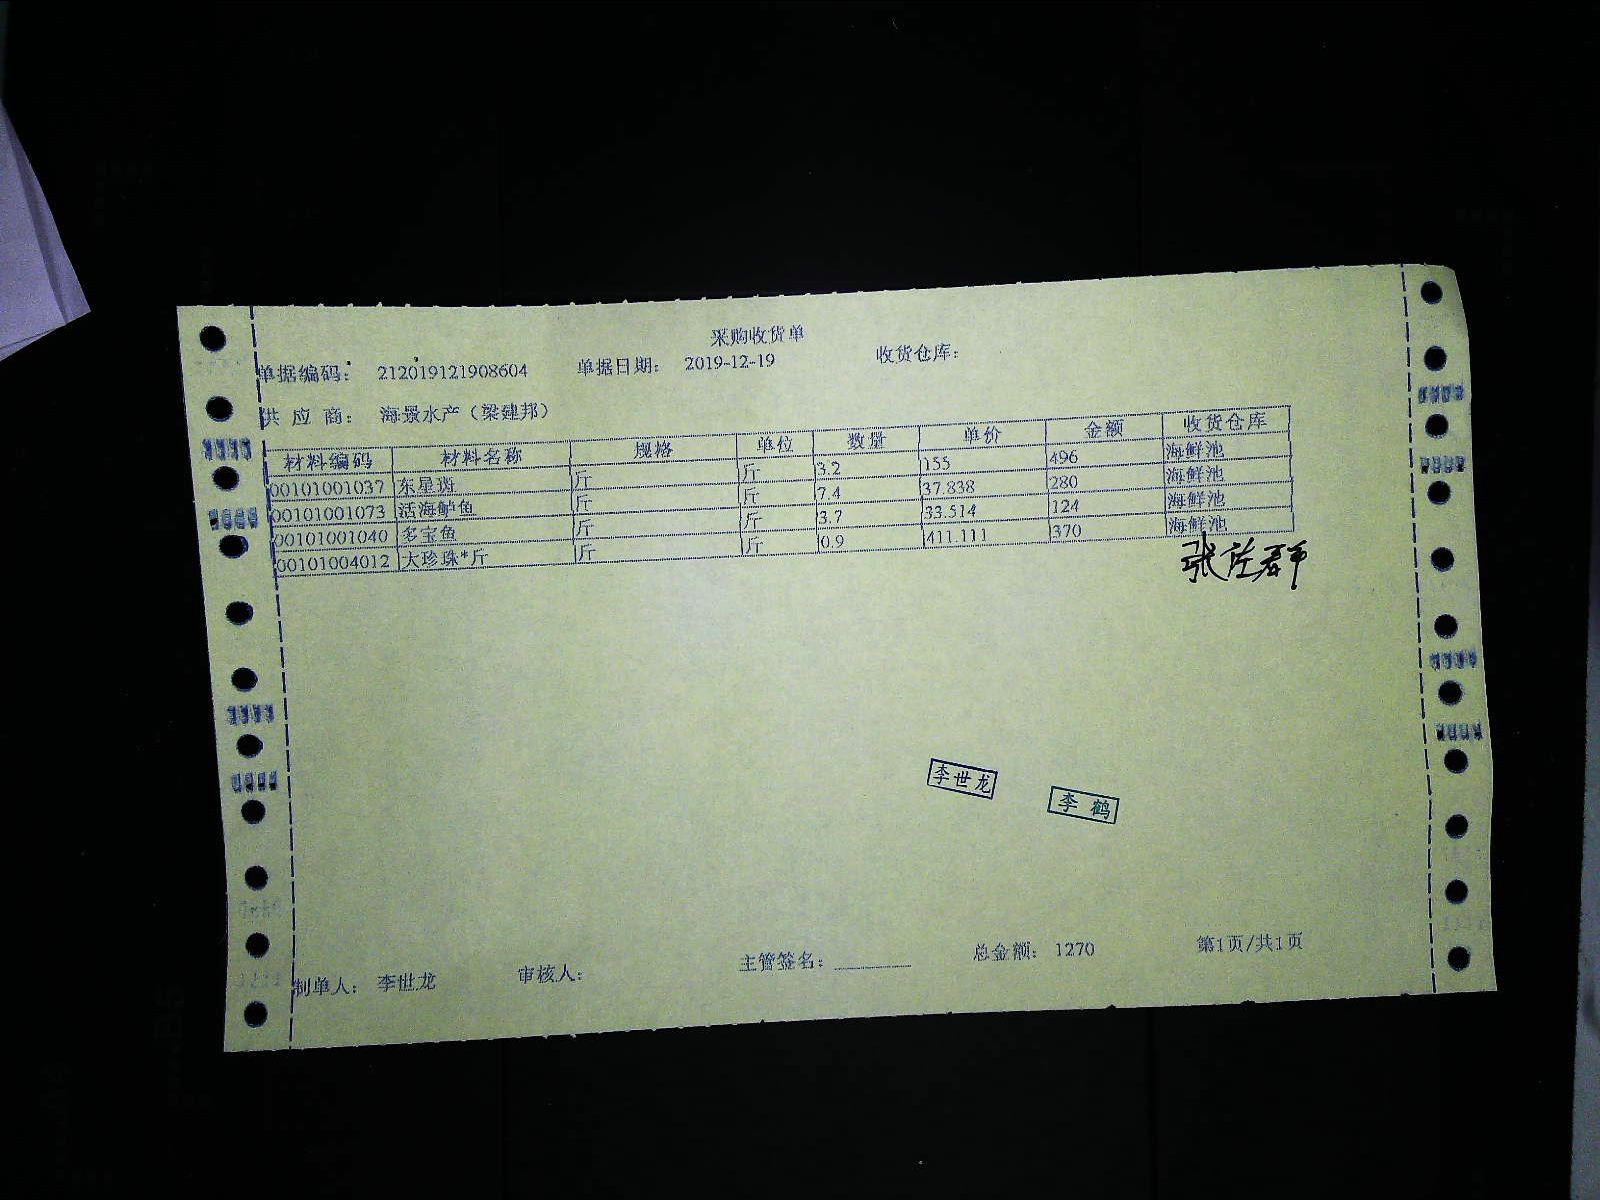 采购收货单
单据编码： 212019121908604 单据日期： 2019-12-19 收货仓库：
供 应 商： 海景水产（梁建邦）
材料编码 材料名称 规格 单位 数量 单价 金额 收货仓库
00101001037 东星斑 斤 斤 3.2 155 496 海鲜池
00101001073 活海鲈鱼 斤 斤 7.4 37.838 280 海鲜池
00101001040 多宝鱼 斤 斤 3.7 33.514 124 海鲜池
00101004012 大珍珠*斤 斤 斤 0.9 411.111 370 海鲜池
李世龙
李 鹤
制单人： 李世龙 审核人： 主管签名： 总金额： 1270 第1页/共1页